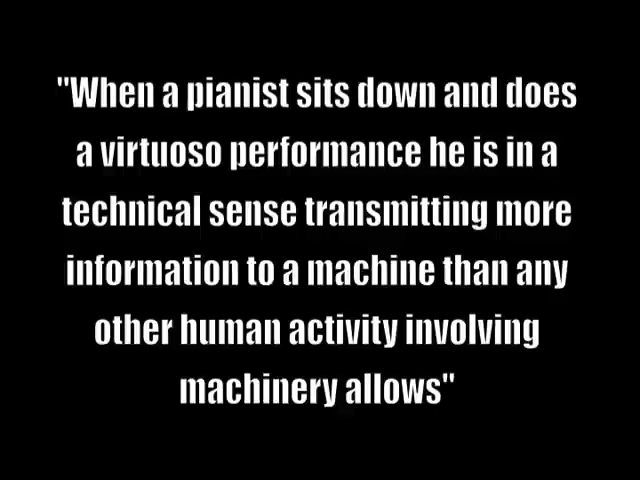 "When a pianist sits down and does
a virtuoso performance he is in a
technical sense transmitting more
information to a machine than any
other human activity involving
machinery allows"